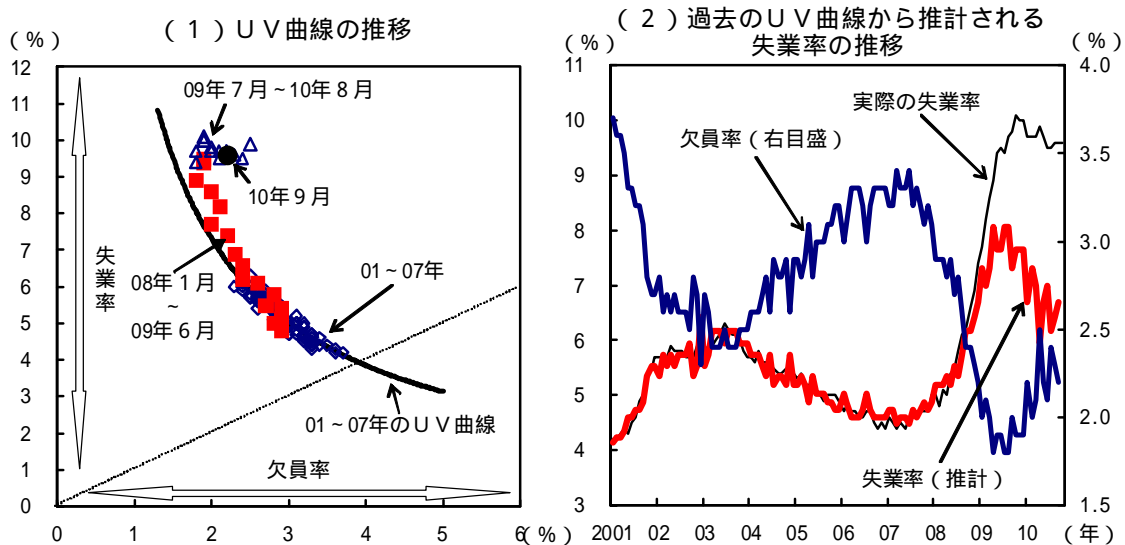 （１）ＵＶ曲線の推移
（％）
12
11
10
9
8
7
6
5
4
3
2
1
0
0
1
2
3
4
5
6
（％）
09年７月～10年８月
10年９月
08年１月
～
09年６月
01～07年
01～07年のＵＶ曲線
失業率
欠員率
（２）過去のＵＶ曲線から推計される
失業率の推移
（％）
（％）
11
10
9
8
7
6
5
4
3
4.0
3.5
3.0
2.5
2.0
1.5
実際の失業率
欠員率（右目盛）
失業率（推計）
2001 02 03 04 05 06 07 08 09 10 （年）